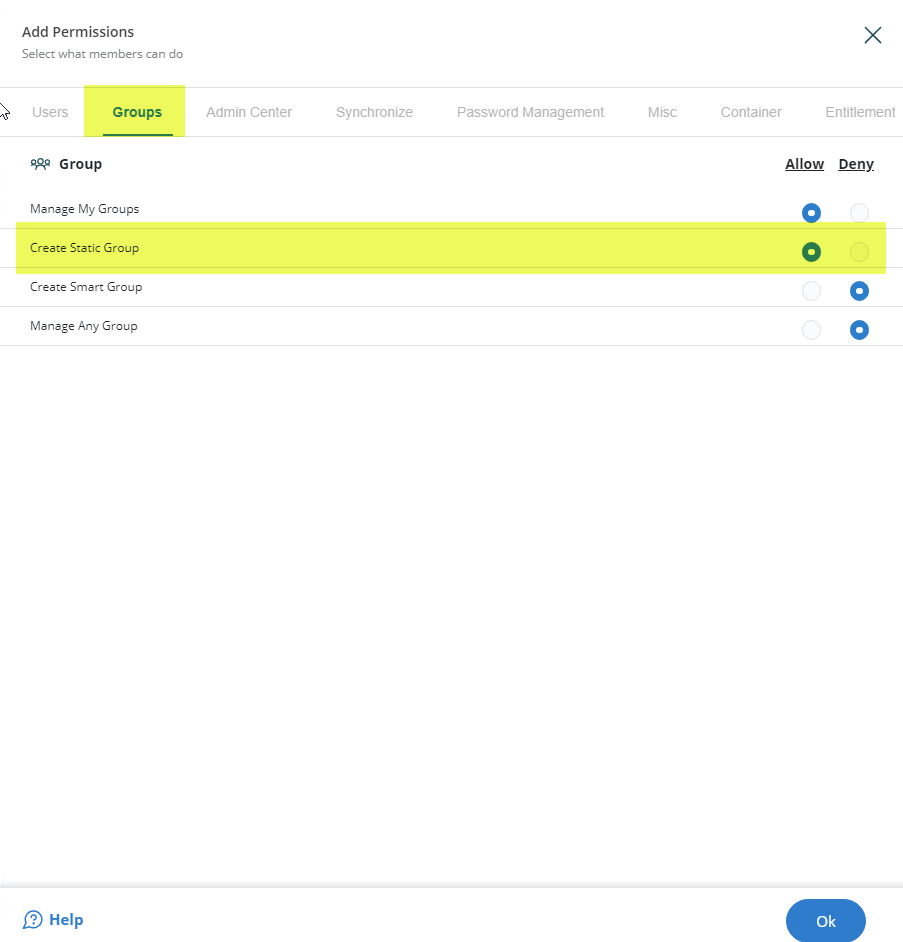 Add Permissions
Select what members can do
Users Groups Admin Center Synchronize Password Management Misc Container Entitlement
Group Allow Deny
Manage My Groups
Create Static Group
Create Smart Group
Manage Any Group
Help Ok